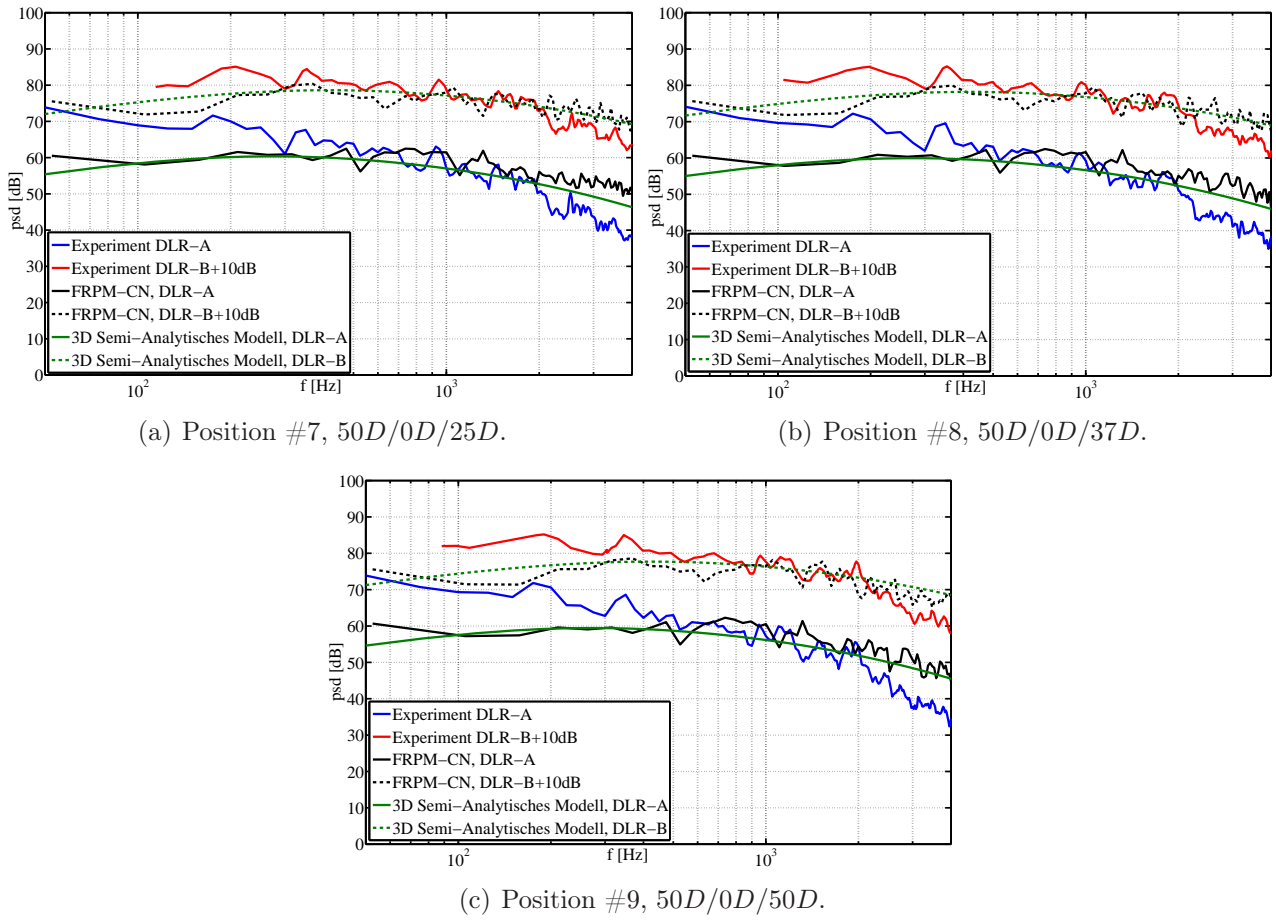 100
90
80
70
60
50
40
30
20
10
0
psd [dB]
10^2
f [Hz]
10^3
Experiment DLR−A
Experiment DLR−B+10dB
FRPM−CN, DLR−A
FRPM−CN, DLR−B+10dB
3D Semi−Analytisches Modell, DLR−A
3D Semi−Analytisches Modell, DLR−B
(a) Position #7, 50D/0D/25D.
100
90
80
70
60
50
40
30
20
10
0
psd [dB]
10^2
f [Hz]
10^3
Experiment DLR−A
Experiment DLR−B+10dB
FRPM−CN, DLR−A
FRPM−CN, DLR−B+10dB
3D Semi−Analytisches Modell, DLR−A
3D Semi−Analytisches Modell, DLR−B
(b) Position #8, 50D/0D/37D.
100
90
80
70
60
50
40
30
20
10
0
psd [dB]
10^2
f [Hz]
10^3
Experiment DLR−A
Experiment DLR−B+10dB
FRPM−CN, DLR−A
FRPM−CN, DLR−B+10dB
3D Semi−Analytisches Modell, DLR−A
3D Semi−Analytisches Modell, DLR−B
(c) Position #9, 50D/0D/50D.